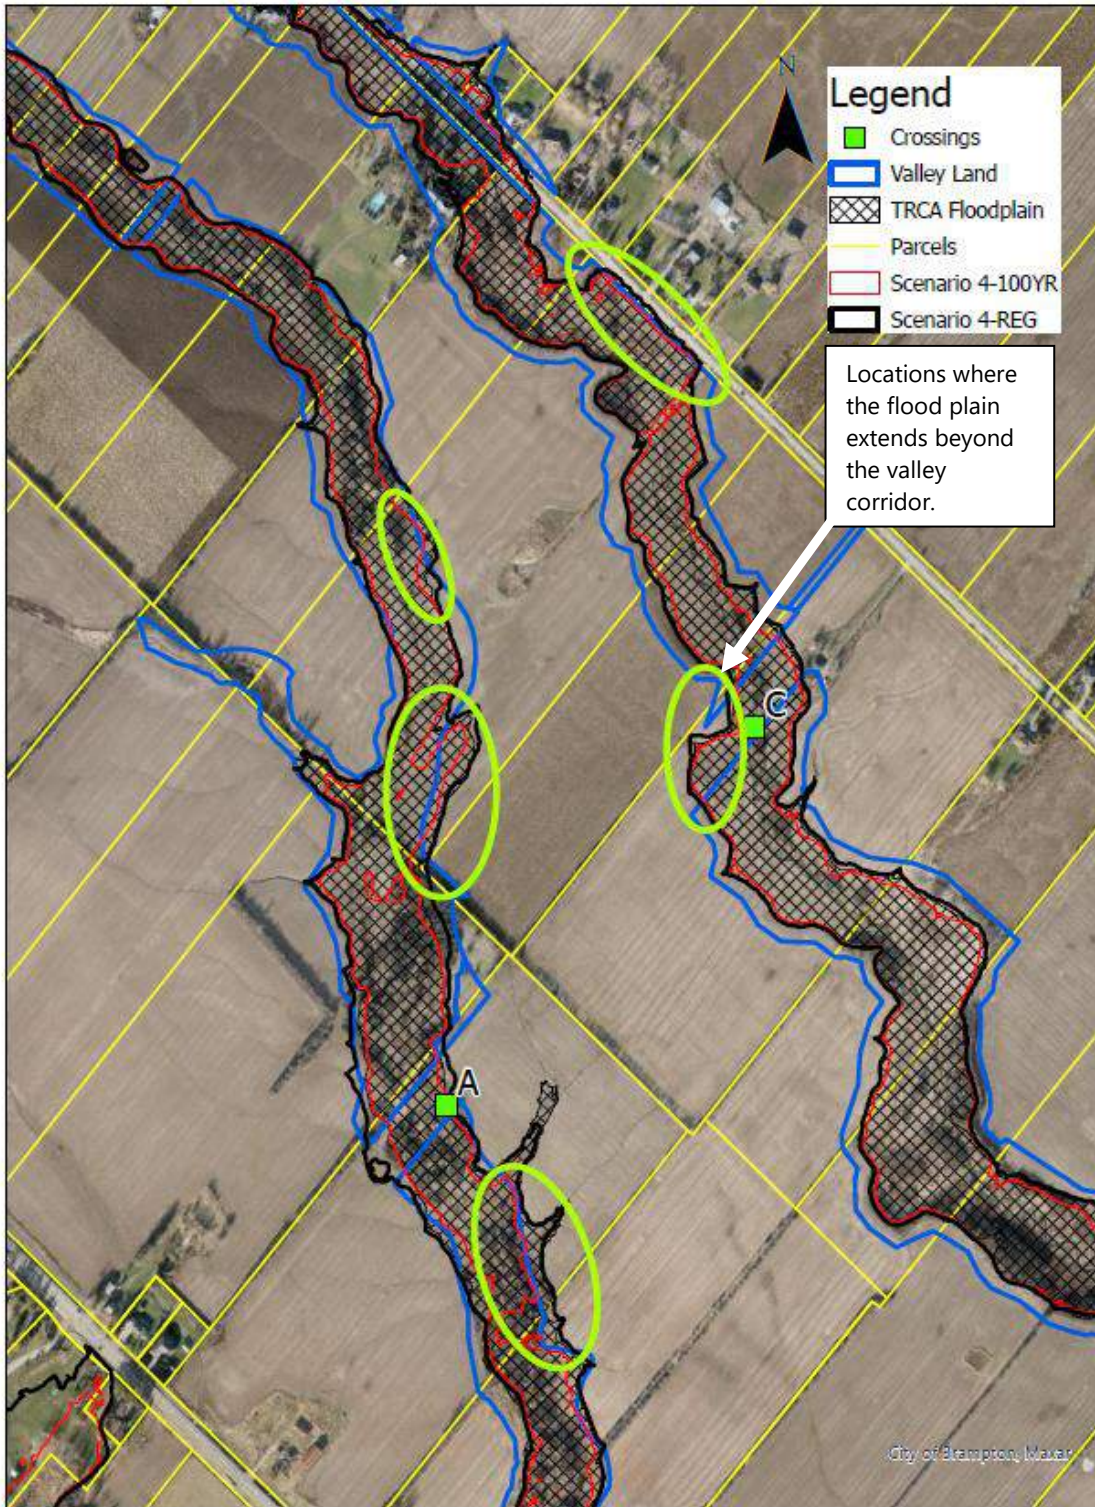 N
Legend
Crossings
Valley Land
TRCA Floodplain
Parcels
Scenario 4-100YR
Scenario 4-REG
Locations where
the flood plain
extends beyond
the valley
corridor.
C
A
City of Brampton, Maxar